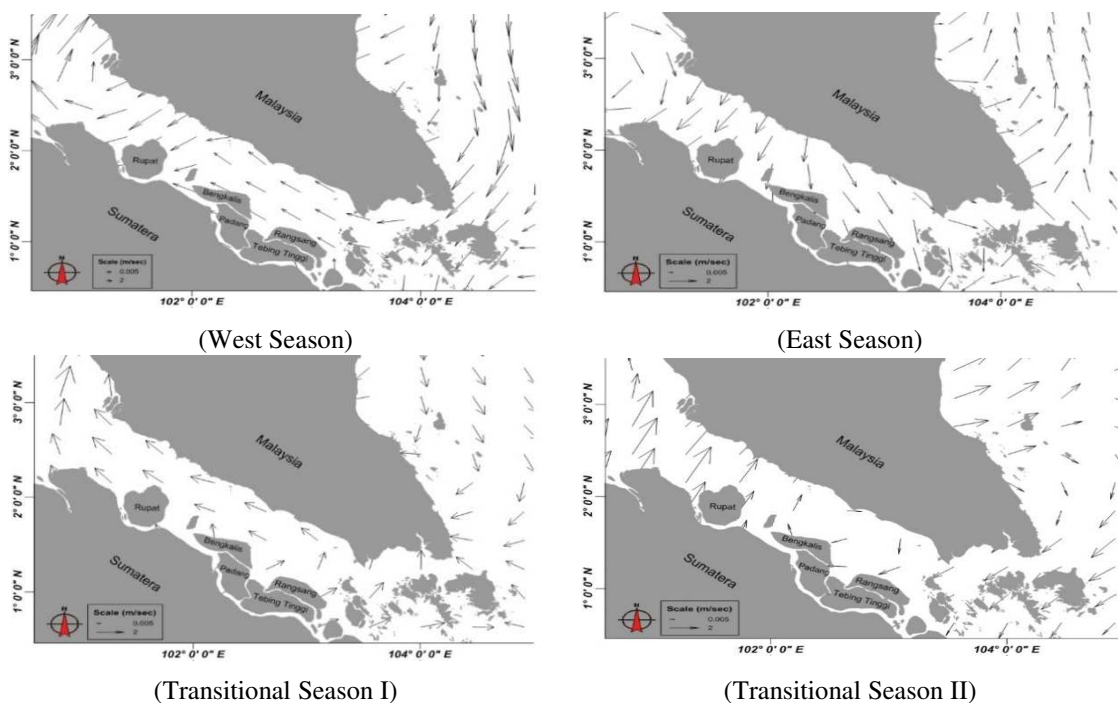 3° 0' 0" N
2° 0' 0" N
1° 0' 0" N
Malaysia
Rupat
Bengkalis
Padang
Rangsang
Tebing Tinggi
Sumatera
N
Scale (m/sec)
0.005
2
102° 0' 0" E
104° 0' 0" E
(West Season)
3° 0' 0" N
2° 0' 0" N
1° 0' 0" N
Malaysia
Rupat
Bengkalis
Padang
Rangsang
Tebing Tinggi
Sumatera
N
Scale (m/sec)
0.005
2
102° 0' 0" E
104° 0' 0" E
(East Season)
3° 0' 0" N
2° 0' 0" N
1° 0' 0" N
Malaysia
Rupat
Bengkalis
Padang
Rangsang
Tebing Tinggi
Sumatera
N
Scale (m/sec)
0.005
2
102° 0' 0" E
104° 0' 0" E
(Transitional Season I)
3° 0' 0" N
2° 0' 0" N
1° 0' 0" N
Malaysia
Rupat
Bengkalis
Padang
Rangsang
Tebing Tinggi
Sumatera
N
Scale (m/sec)
0.005
2
102° 0' 0" E
104° 0' 0" E
(Transitional Season II)